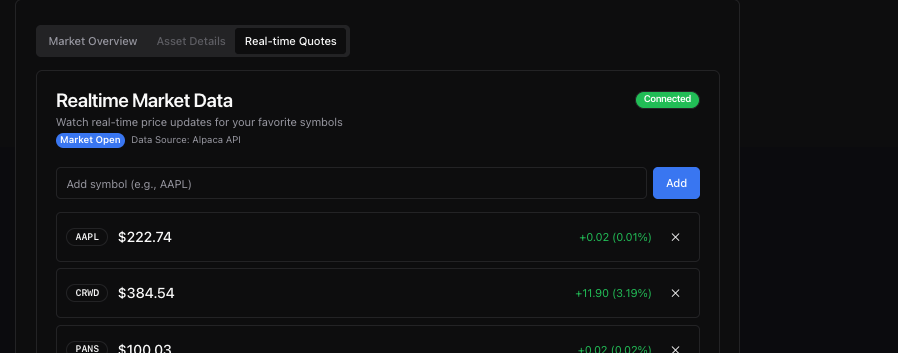 Market Overview Asset Details Real-time Quotes
Realtime Market Data Connected
Watch real-time price updates for your favorite symbols
Market Open Data Source: Alpaca API
Add symbol (e.g., AAPL) Add
AAPL $222.74 +0.02 (0.01%) ×
CRWD $384.54 +11.90 (3.19%) ×
PANS $100.03 +0.02 (0.02%) ×